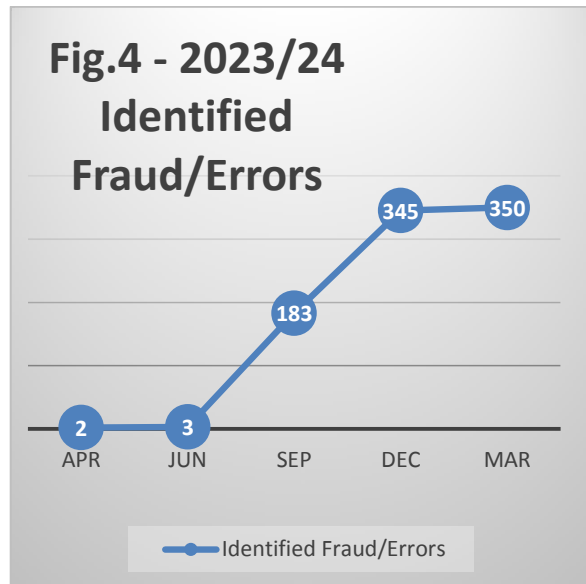 Fig.4 - 2023/24
Identified
Fraud/Errors
345
350
183
2
3
APR JUN SEP DEC MAR
Identified Fraud/Errors